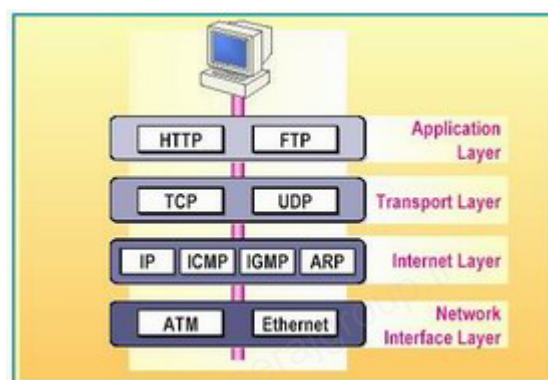 HTTP FTP
Application
Layer
TCP UDP
Transport Layer
IP ICMP IGMP ARP
Internet Layer
ATM Ethernet
Network
Interface Layer